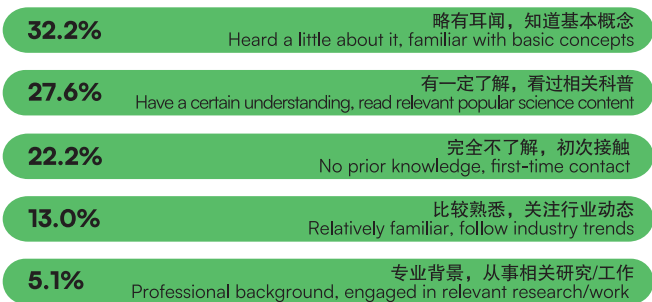 32.2%
略有耳闻，知道基本概念
Heard a little about it, familiar with basic concepts
27.6%
有一定了解，看过相关科普
Have a certain understanding, read relevant popular science content
22.2%
完全不了解，初次接触
No prior knowledge, first-time contact
13.0%
比较熟悉，关注行业动态
Relatively familiar, follow industry trends
5.1%
专业背景，从事相关研究/工作
Professional background, engaged in relevant research/work